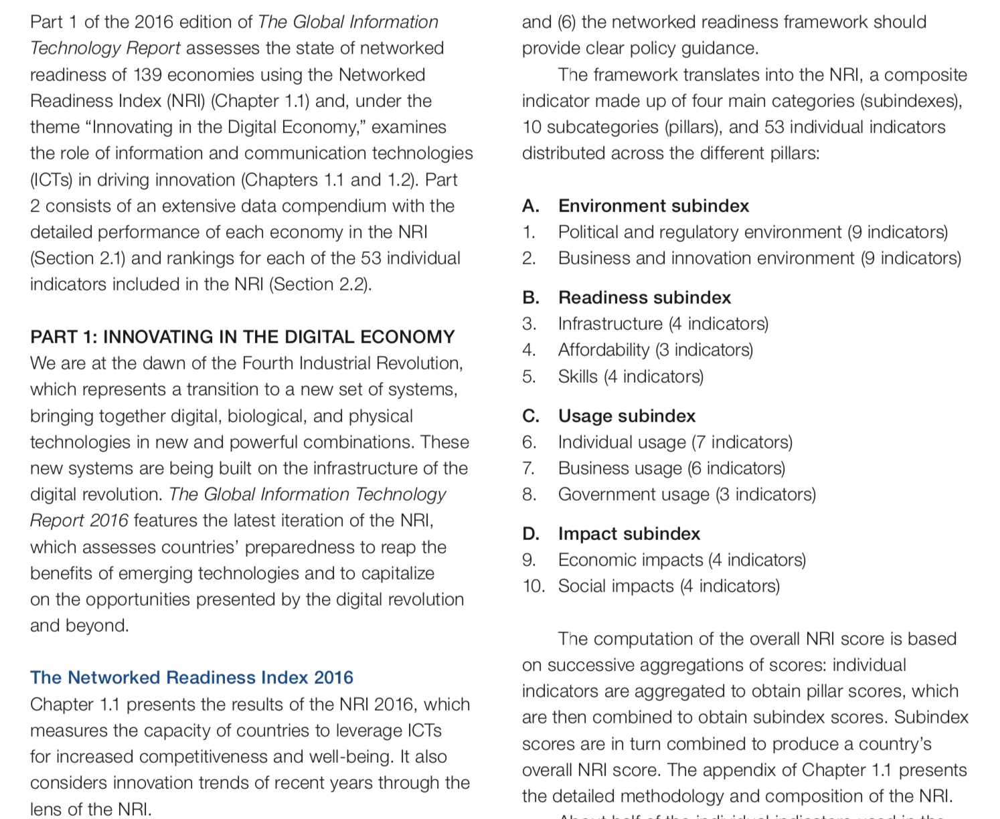 Part 1 of the 2016 edition of The Global Information
Technology Report assesses the state of networked
readiness of 139 economies using the Networked
Readiness Index (NRI) (Chapter 1.1) and, under the
theme “Innovating in the Digital Economy,” examines
the role of information and communication technologies
(ICTs) in driving innovation (Chapters 1.1 and 1.2). Part
2 consists of an extensive data compendium with the
detailed performance of each economy in the NRI
(Section 2.1) and rankings for each of the 53 individual
indicators included in the NRI (Section 2.2).
PART 1: INNOVATING IN THE DIGITAL ECONOMY
We are at the dawn of the Fourth Industrial Revolution,
which represents a transition to a new set of systems,
bringing together digital, biological, and physical
technologies in new and powerful combinations. These
new systems are being built on the infrastructure of the
digital revolution. The Global Information Technology
Report 2016 features the latest iteration of the NRI,
which assesses countries’ preparedness to reap the
benefits of emerging technologies and to capitalize
on the opportunities presented by the digital revolution
and beyond.
The Networked Readiness Index 2016
Chapter 1.1 presents the results of the NRI 2016, which
measures the capacity of countries to leverage ICTs
for increased competitiveness and well-being. It also
considers innovation trends of recent years through the
lens of the NRI.
and (6) the networked readiness framework should
provide clear policy guidance.
The framework translates into the NRI, a composite
indicator made up of four main categories (subindexes),
10 subcategories (pillars), and 53 individual indicators
distributed across the different pillars:
A. Environment subindex
1. Political and regulatory environment (9 indicators)
2. Business and innovation environment (9 indicators)
B. Readiness subindex
3. Infrastructure (4 indicators)
4. Affordability (3 indicators)
5. Skills (4 indicators)
C. Usage subindex
6. Individual usage (7 indicators)
7. Business usage (6 indicators)
8. Government usage (3 indicators)
D. Impact subindex
9. Economic impacts (4 indicators)
10. Social impacts (4 indicators)
The computation of the overall NRI score is based
on successive aggregations of scores: individual
indicators are aggregated to obtain pillar scores, which
are then combined to obtain subindex scores. Subindex
scores are in turn combined to produce a country’s
overall NRI score. The appendix of Chapter 1.1 presents
the detailed methodology and composition of the NRI.